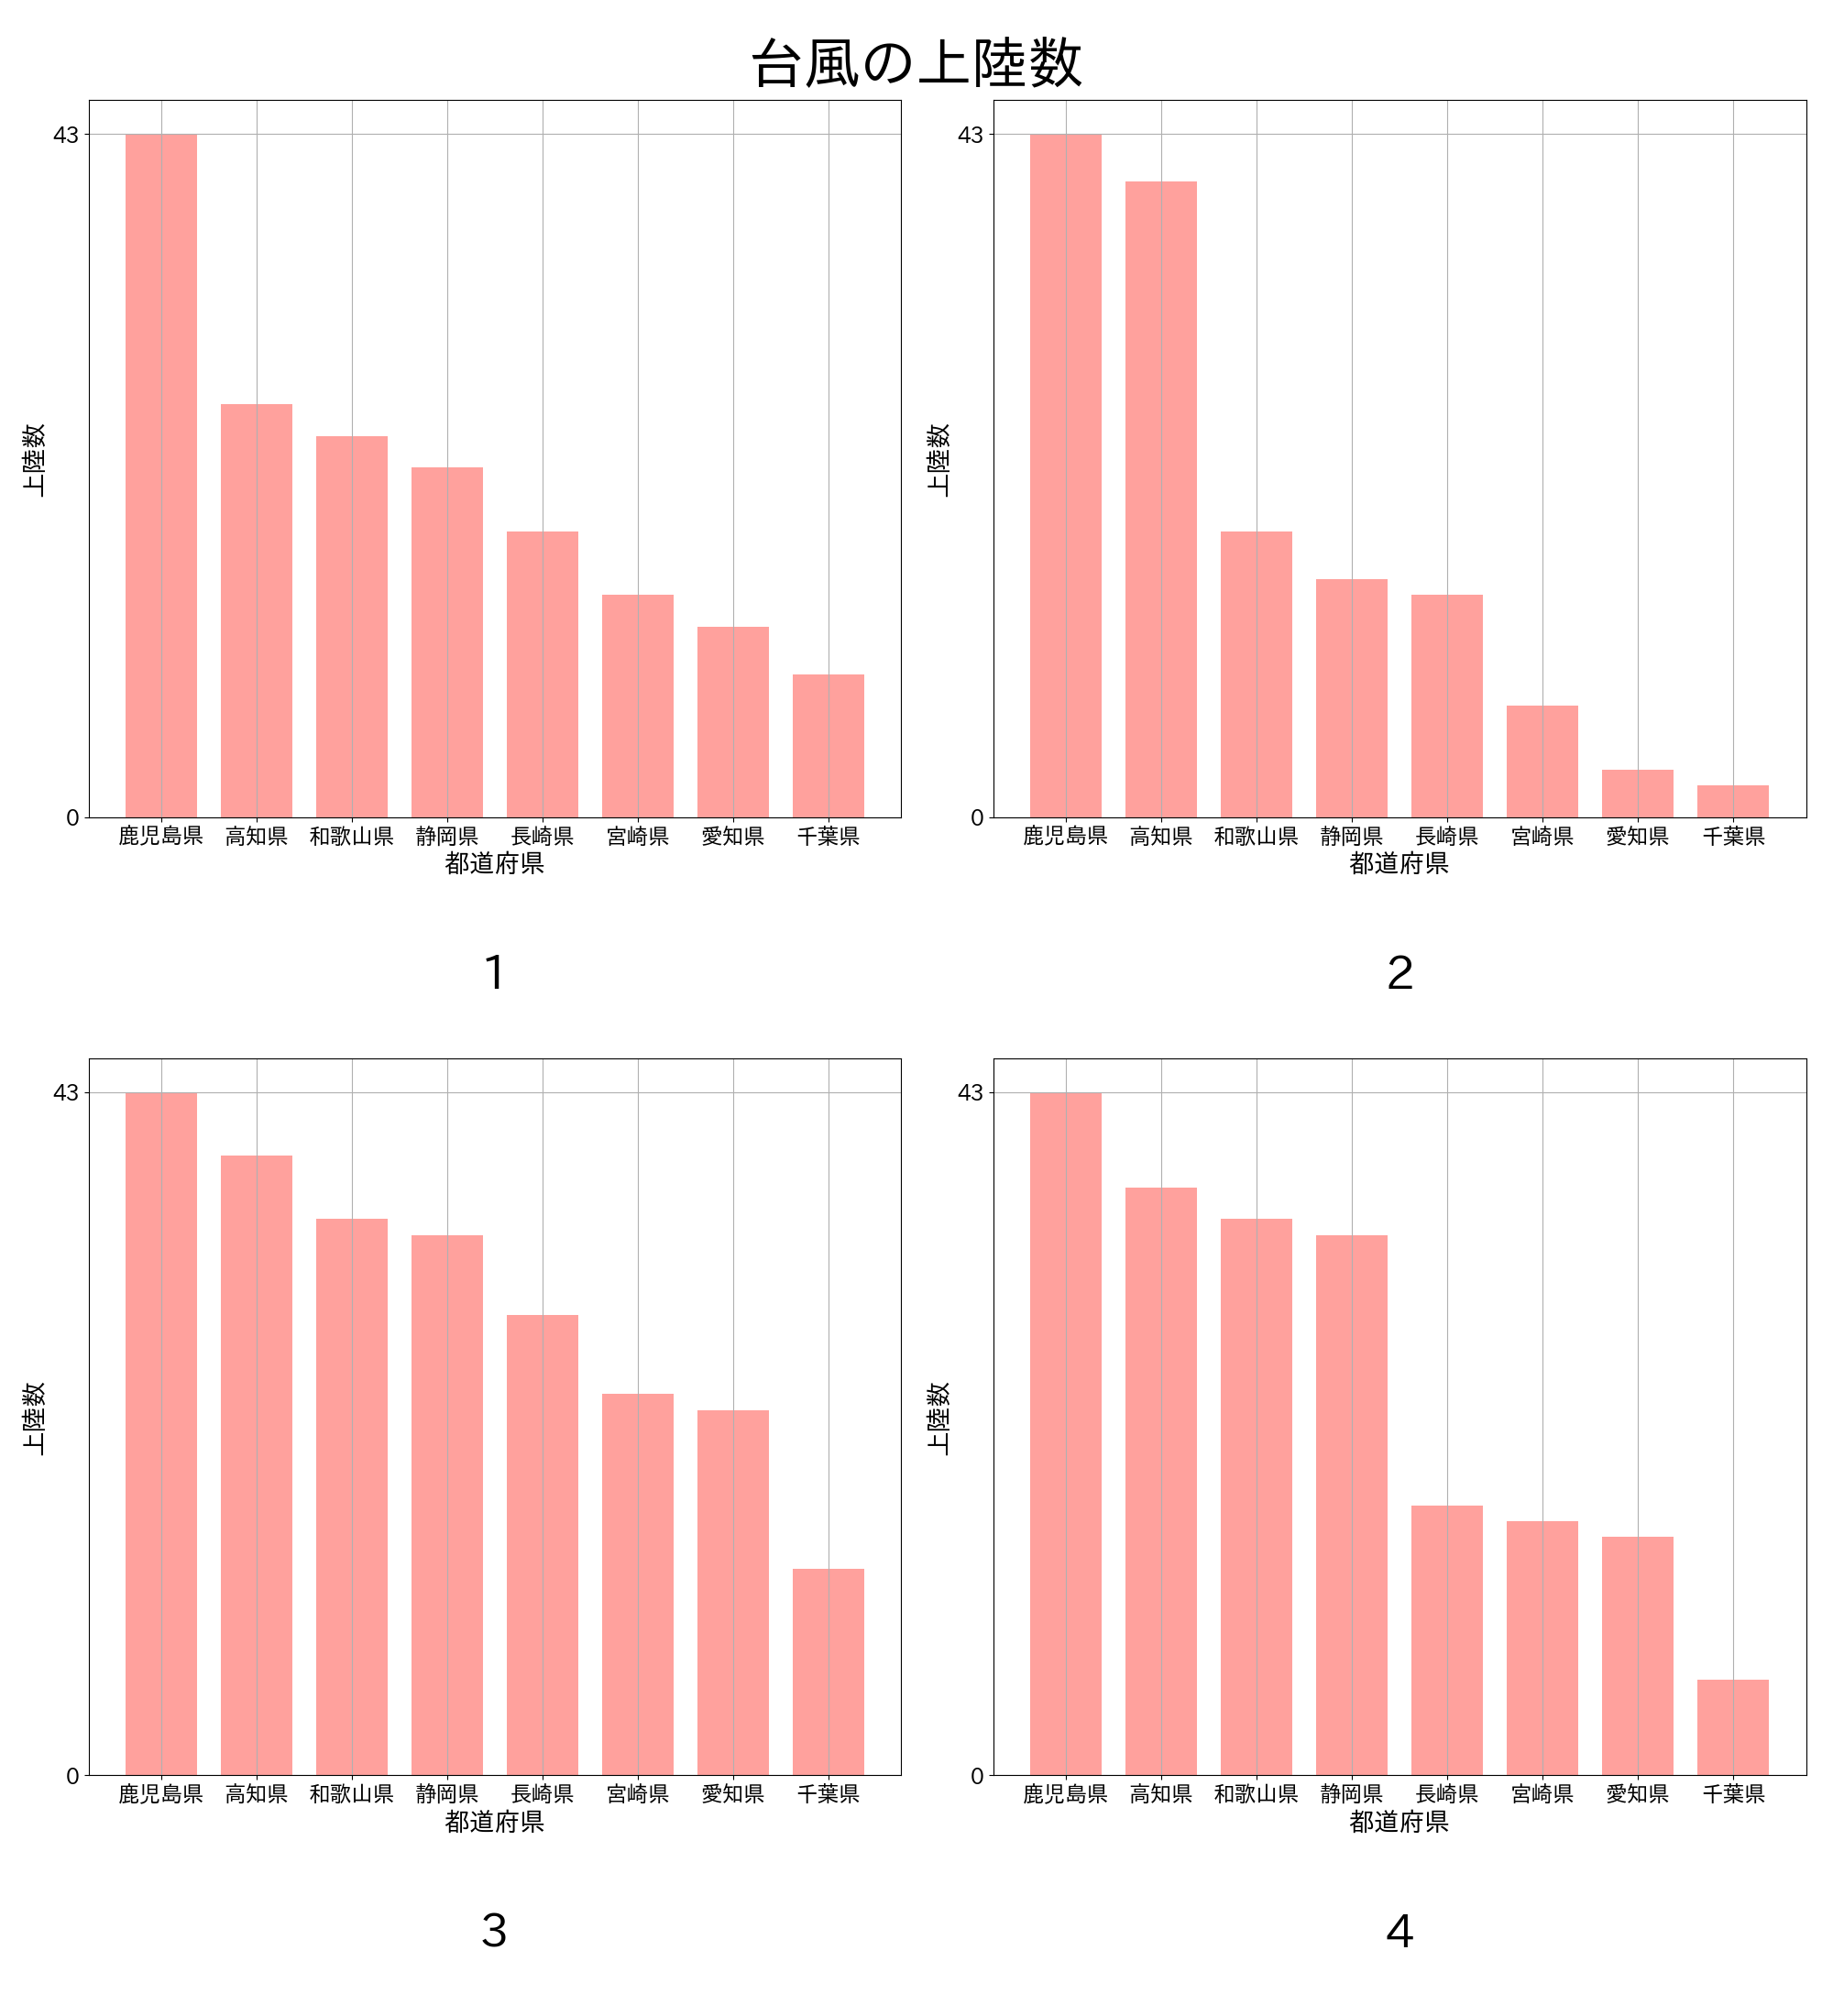 台風の上陸数
43
上陸数
0
鹿児島県 高知県 和歌山県 静岡県 長崎県 宮崎県 愛知県 千葉県
都道府県
1
43
上陸数
0
鹿児島県 高知県 和歌山県 静岡県 長崎県 宮崎県 愛知県 千葉県
都道府県
2
43
上陸数
0
鹿児島県 高知県 和歌山県 静岡県 長崎県 宮崎県 愛知県 千葉県
都道府県
3
43
上陸数
0
鹿児島県 高知県 和歌山県 静岡県 長崎県 宮崎県 愛知県 千葉県
都道府県
4